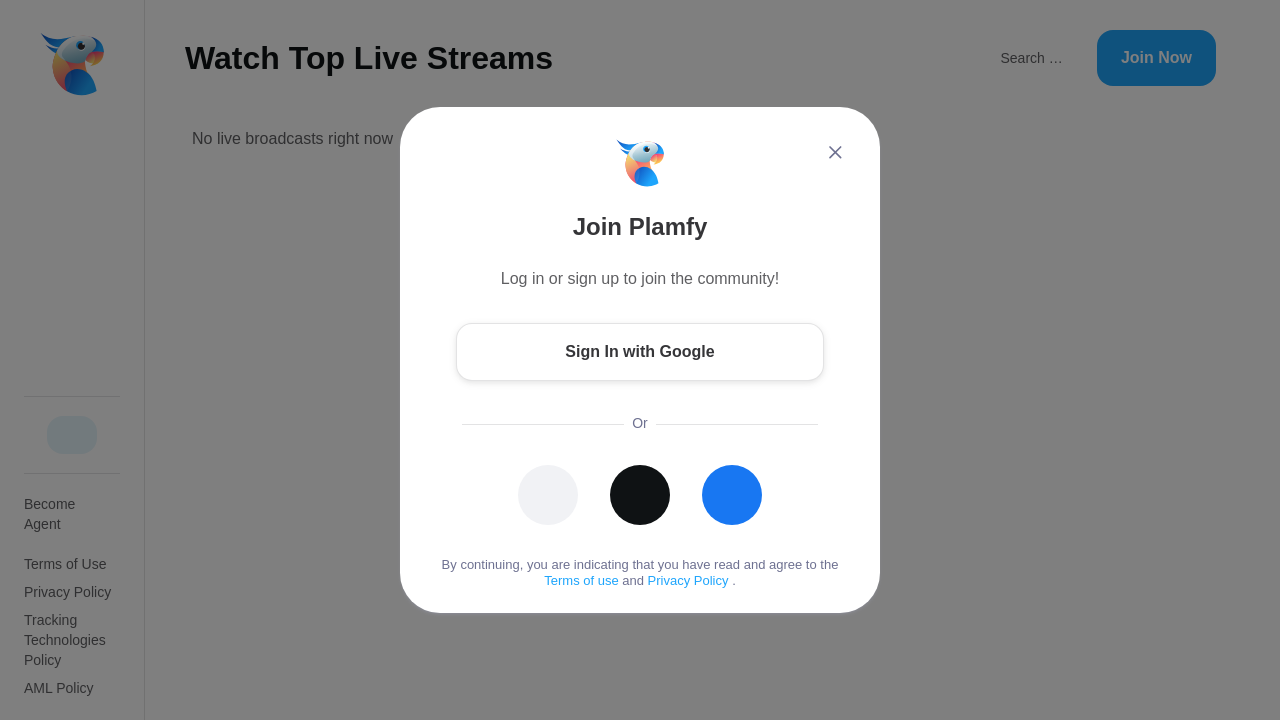 Watch Top Live Streams
Search …
Join Now
No live broadcasts right now
Join Plamfy
Log in or sign up to join the community!
Sign In with Google
Or
By continuing, you are indicating that you have read and agree to the
Terms of use and Privacy Policy .
Become
Agent
Terms of Use
Privacy Policy
Tracking
Technologies
Policy
AML Policy